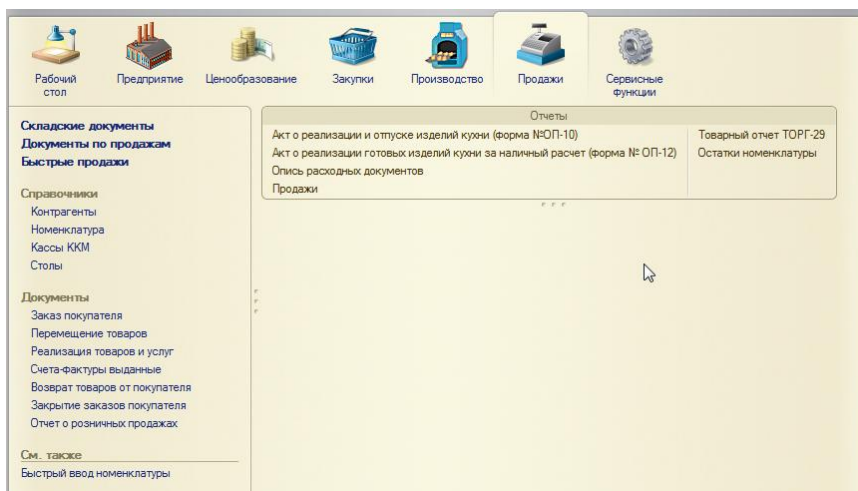 Рабочий стол
Предприятие
Ценообразование
Закупки
Производство
Продажи
Сервисные функции
Складские документы
Документы по продажам
Быстрые продажи
Справочники
Контрагенты
Номенклатура
Кассы ККМ
Столы
Документы
Заказ покупателя
Перемещение товаров
Реализация товаров и услуг
Счета-фактуры выданные
Возврат товаров от покупателя
Закрытие заказов покупателя
Отчет о розничных продажах
См. также
Быстрый ввод номенклатуры
Отчеты
Акт о реализации и отпуске изделий кухни (форма №ОП-10)
Акт о реализации готовых изделий кухни за наличный расчет (форма № ОП-12)
Опись расходных документов
Продажи
Товарный отчет ТОРГ-29
Остатки номенклатуры